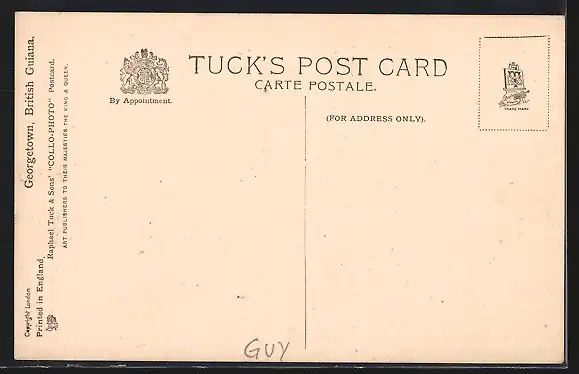 TUCK'S POST CARD
CARTE POSTALE.
By Appointment.
(FOR ADDRESS ONLY).
TRADE MARK
Georgetown, British Guiana.
Raphael Tuck & Sons' "COLLO-PHOTO" Postcard.
ART PUBLISHERS TO THEIR MAJESTIES THE KING & QUEEN.
Copyright London
Printed in England.
GUY